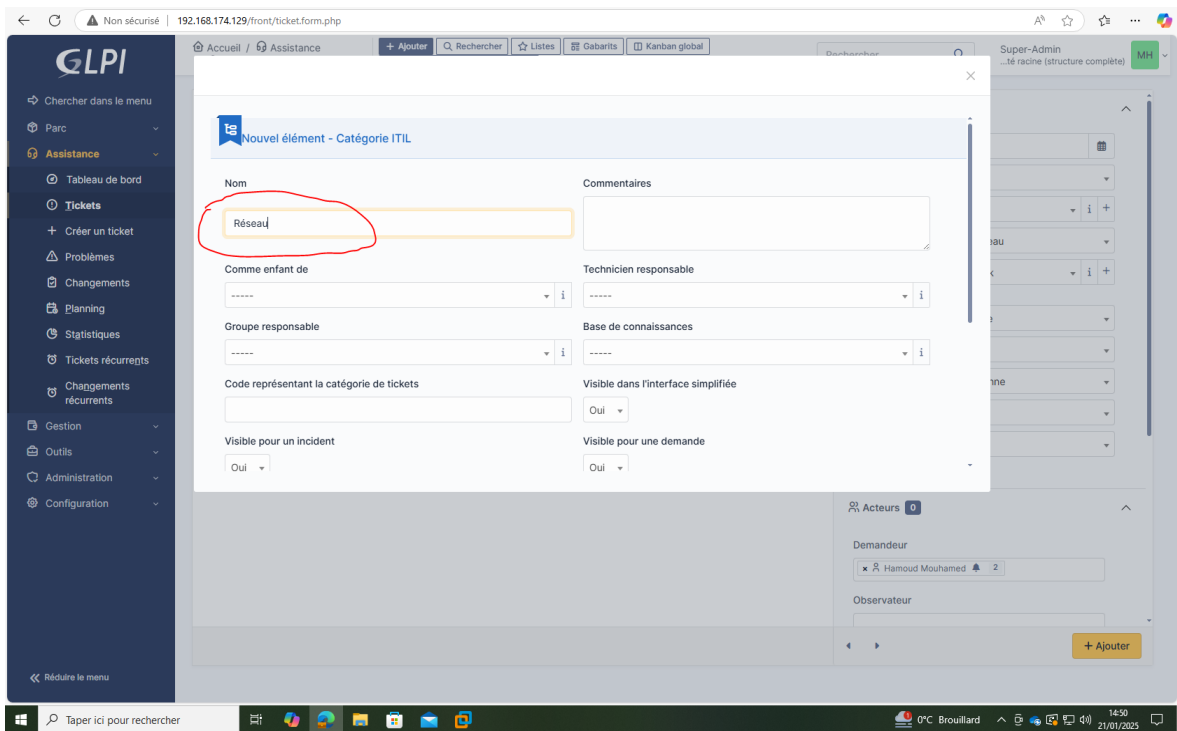 Non sécurisé | 192.168.174.129/front/ticket.form.php
GLPI
Accueil / Assistance
+ Ajouter
Rechercher
Listes
Gabarits
Kanban global
Rechercher
Super-Admin
...té racine (structure complète)
MH
Chercher dans le menu
Parc
Assistance
Tableau de bord
Tickets
+ Créer un ticket
Problèmes
Changements
Planning
Statistiques
Tickets récurrents
Changements
récurrents
Gestion
Outils
Administration
Configuration
Réduire le menu
Nouvel élément - Catégorie ITIL
Nom
Commentaires
Réseau
Comme enfant de
Technicien responsable
-----
i
-----
i
Groupe responsable
Base de connaissances
-----
i
-----
i
Code représentant la catégorie de tickets
Visible dans l'interface simplifiée
Oui
Visible pour un incident
Visible pour une demande
Oui
Oui
i +
eau
i +
nne
Acteurs 0
Demandeur
x Hamoud Mouhamed 2
Observateur
+ Ajouter
Taper ici pour rechercher
0°C Brouillard
14:50
21/01/2025